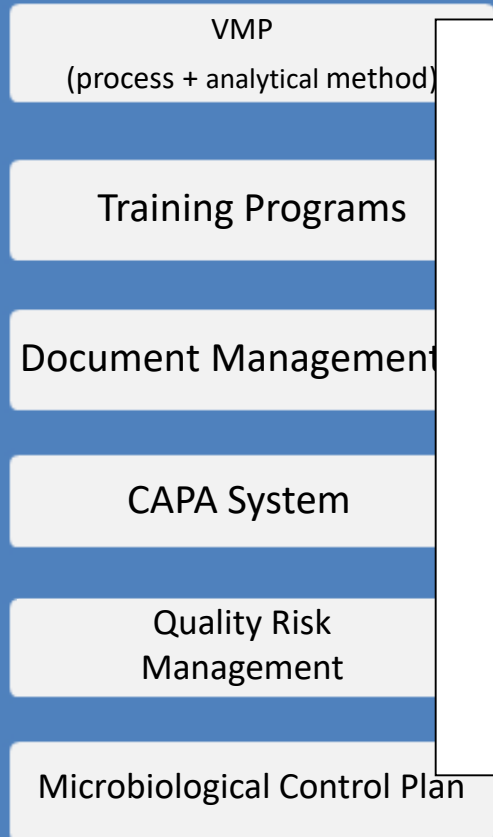 VMP
(process + analytical method)
Training Programs
Document Management
CAPA System
Quality Risk
Management
Microbiological Control Plan